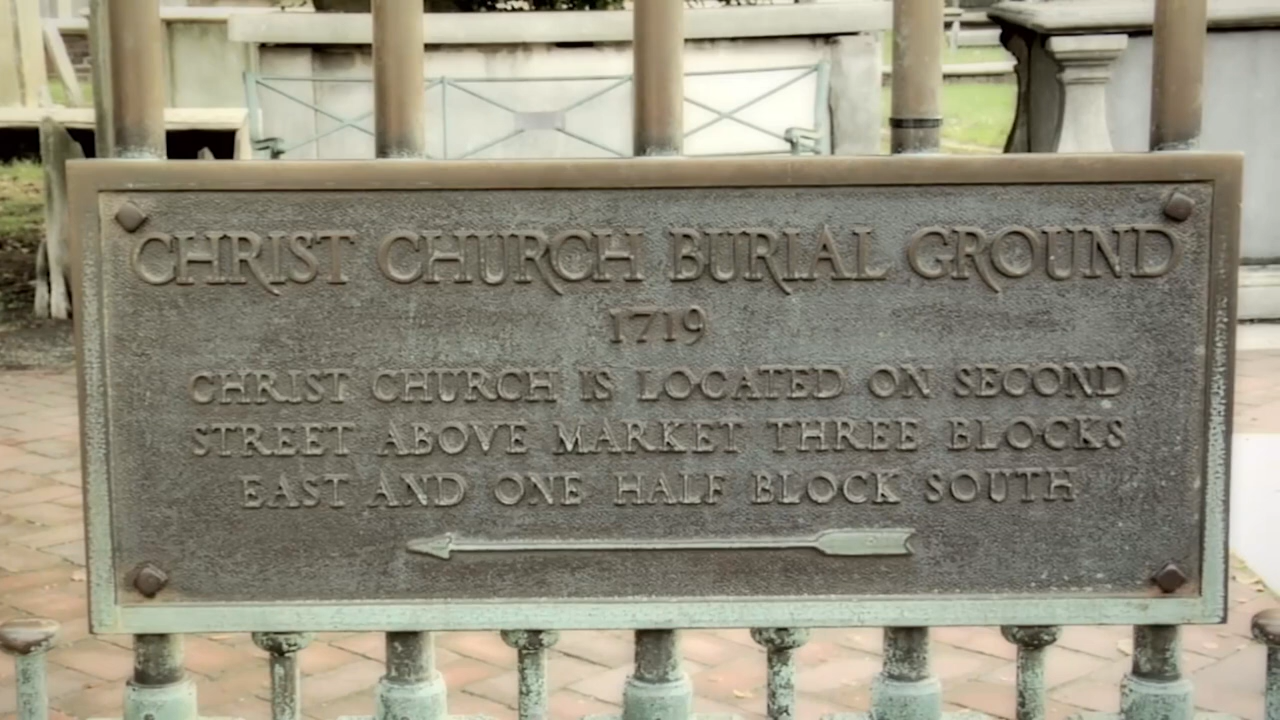 CHRIST CHURCH BURIAL GROUND
1719
CHRIST CHURCH IS LOCATED ON SECOND
STREET ABOVE MARKET THREE BLOCKS
EAST AND ONE HALF BLOCK SOUTH